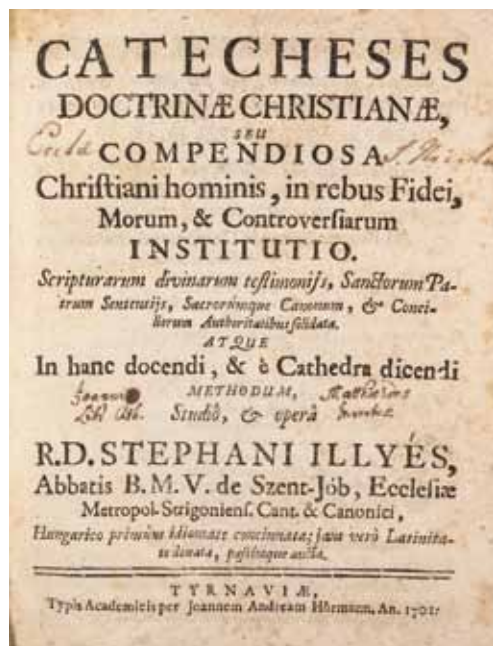 CATECHESES
DOCTRINÆ CHRISTIANÆ,
SEU
COMPENDIOSA
Chriſtiani hominis, in rebus Fidei,
Morum, & Controverſiarum
INSTITUTIO.
Scripturarum divinarum teſtimonijs, Sanctorum Pa-
trum Sententijs, Sacrorumque Canonum, & Conci-
liorum Authoritatibus ſolidata.
ATQUE
In hanc docendi, & è Cathedra dicendi
METHODUM,
Studiô, & operâ
R.D. STEPHANI ILLYÉS,
Abbatis B. M. V. de Szent-Jób, Eccleſiæ
Metropol. Strigonienſ. Cant. & Canonici,
Hungarico primùm Idiomate concinnata; jam verò Latinita-
te donata, paſſimque aucta.
TYRNAVIÆ,
Typis Academicis per Joannem Andream Hörmann, An. 1701.